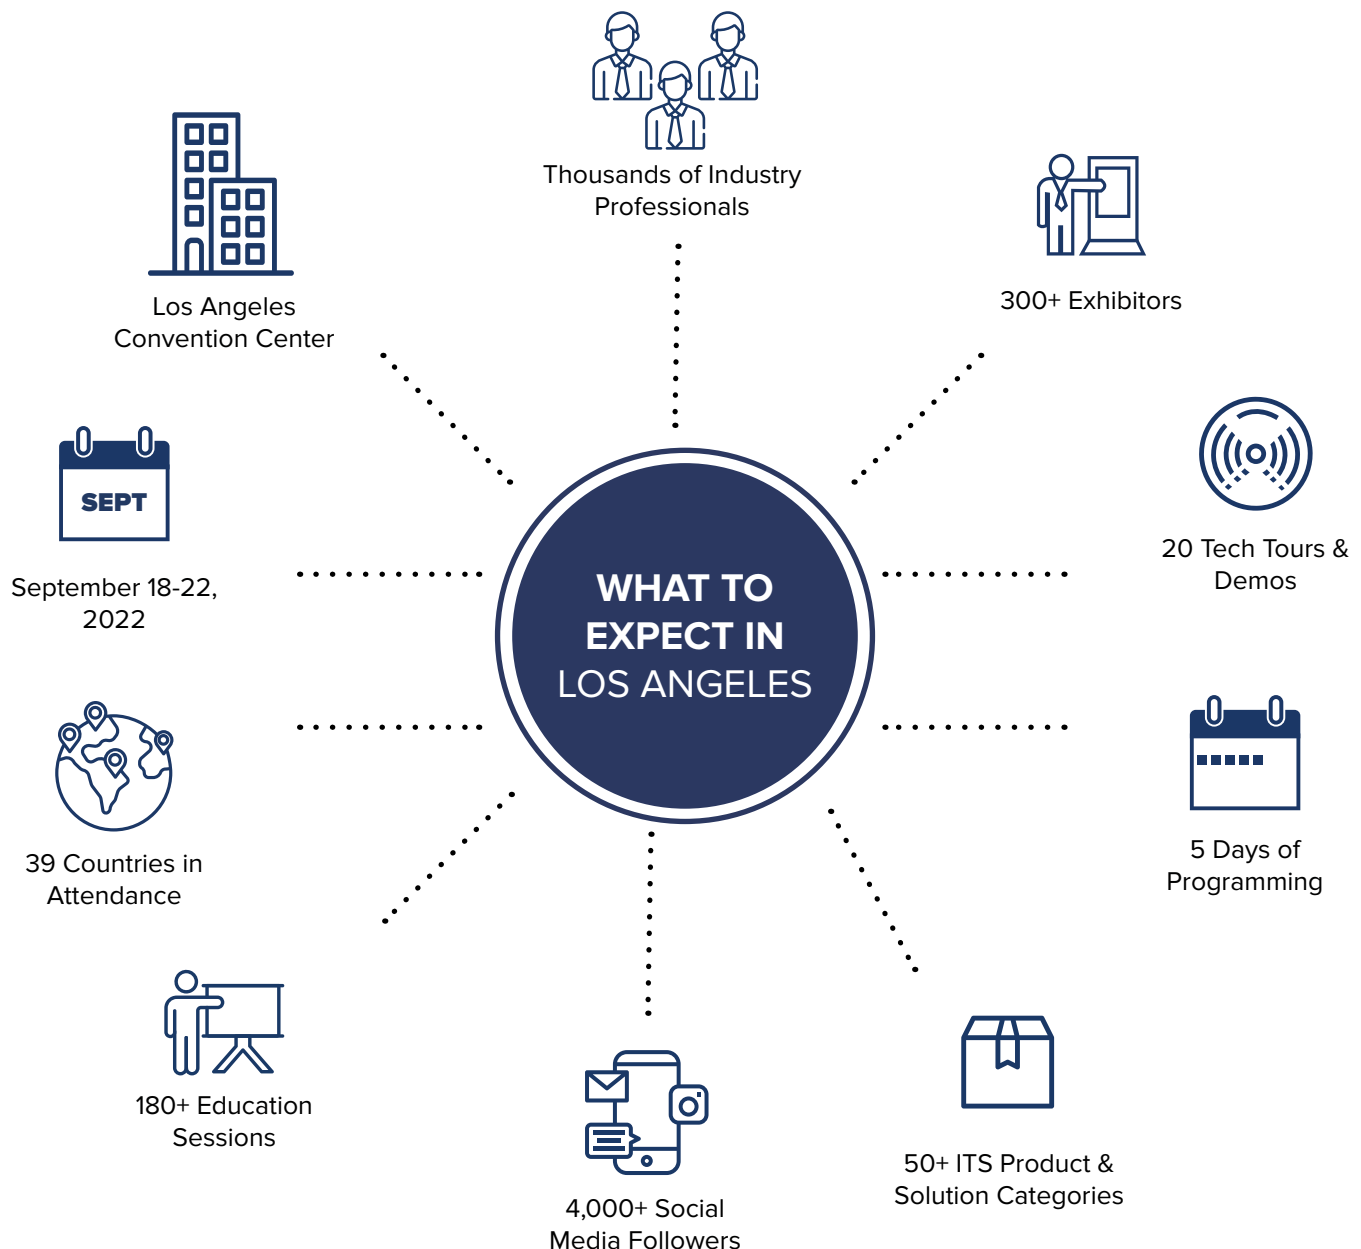 Thousands of Industry
Professionals
Los Angeles
Convention Center
300+ Exhibitors
SEPT
September 18-22,
2022
20 Tech Tours &
Demos
WHAT TO
EXPECT IN
LOS ANGELES
39 Countries in
Attendance
5 Days of
Programming
180+ Education
Sessions
4,000+ Social
Media Followers
50+ ITS Product &
Solution Categories